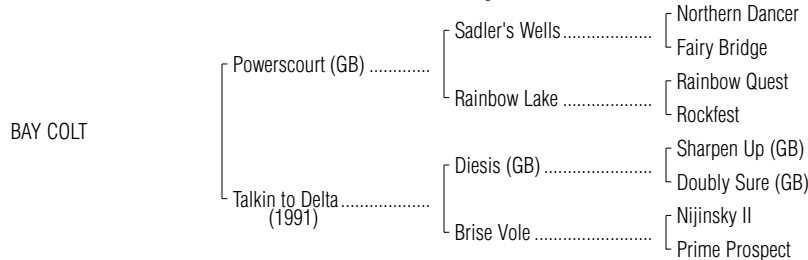 BAY COLT
Powerscourt (GB) .............
Talkin to Delta .................
(1991)
Sadler's Wells .................
Rainbow Lake .................
Diesis (GB) .....................
Brise Vole .......................
Northern Dancer
Fairy Bridge
Rainbow Quest
Rockfest
Sharpen Up (GB)
Doubly Sure (GB)
Nijinsky II
Prime Prospect